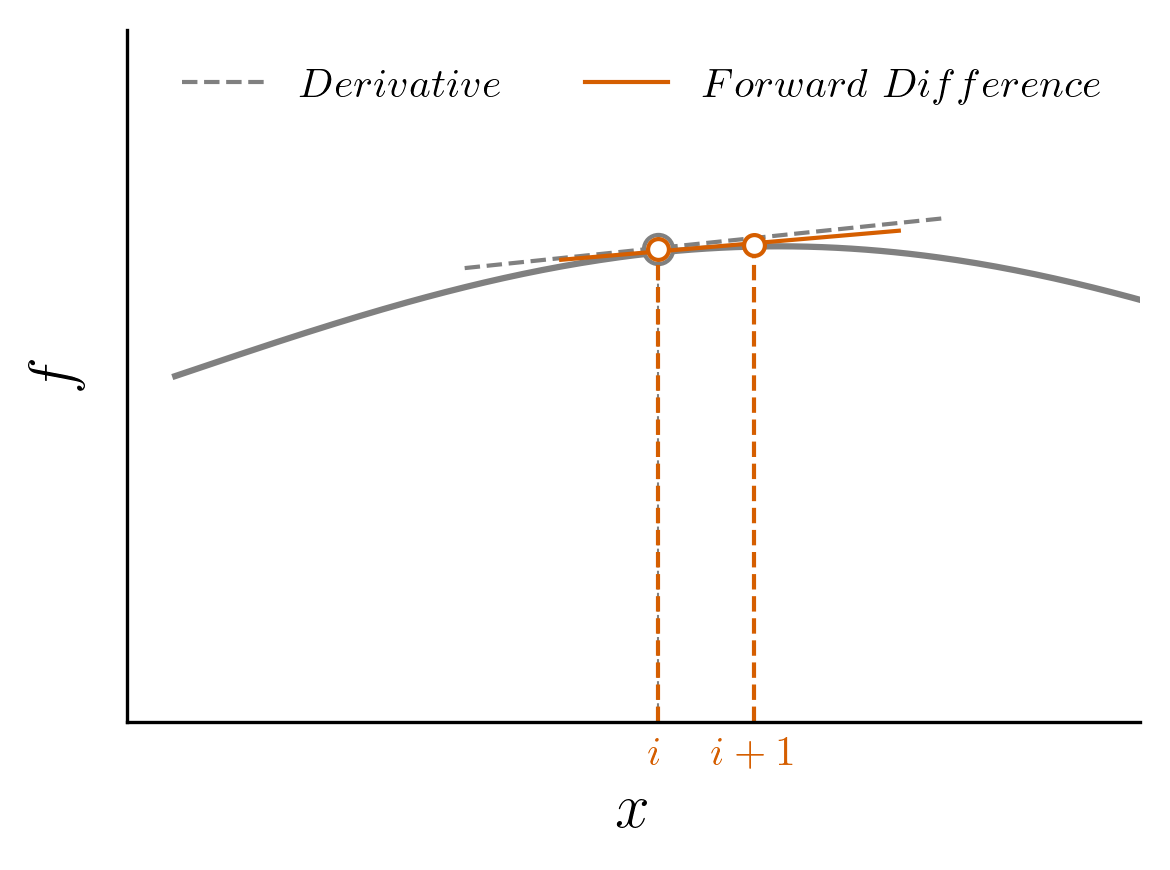 Derivative Forward Difference
f
i i + 1
x